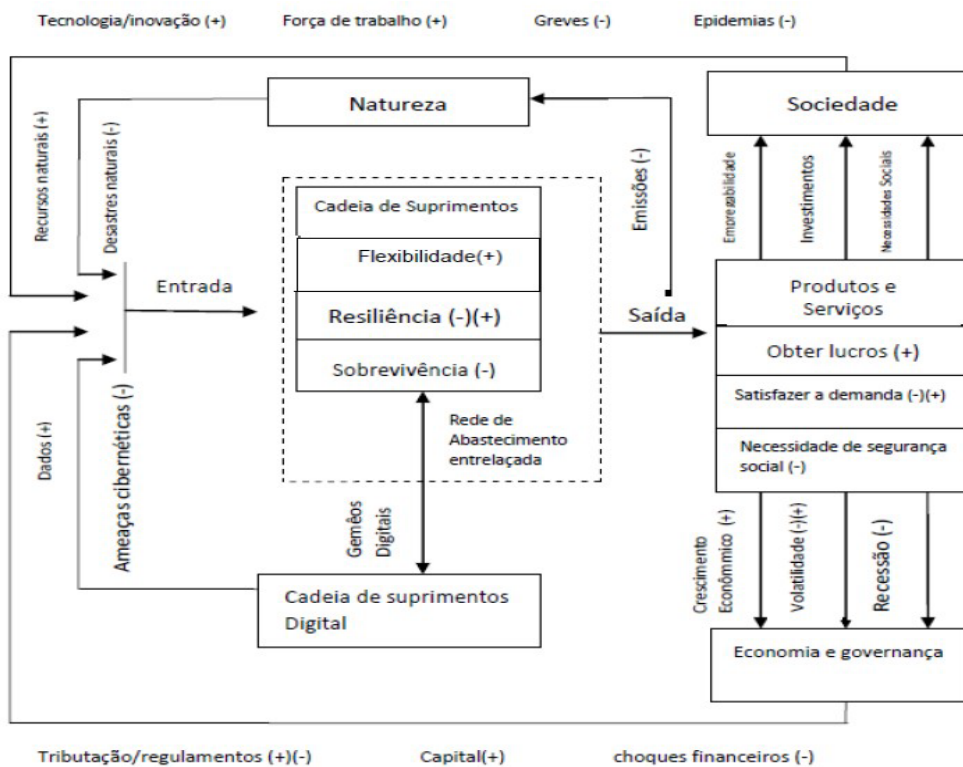 Tecnologia/inovação (+)
Força de trabalho (+)
Greves (-)
Epidemias (-)
Natureza
Sociedade
Recursos naturais (+)
Desastres naturais (-)
Emissões (-)
Empregabilidade
Investimentos
Necessidades Sociais
Cadeia de Suprimentos
Flexibilidade(+)
Resiliência (-)(+)
Sobrevivência (-)
Entrada
Saída
Produtos e
Serviços
Obter lucros (+)
Satisfazer a demanda (-)(+)
Necessidade de segurança
social (-)
Rede de
Abastecimento
entrelaçada
Dados (+)
Ameaças cibernéticas (-)
Gemêos
Digitais
Cadeia de suprimentos
Digital
Crescimento
Econômmico (+)
Volatilidade (-)(+)
Recessão (-)
Economia e governança
Tributação/regulamentos (+)(-)
Capital(+)
choques financeiros (-)